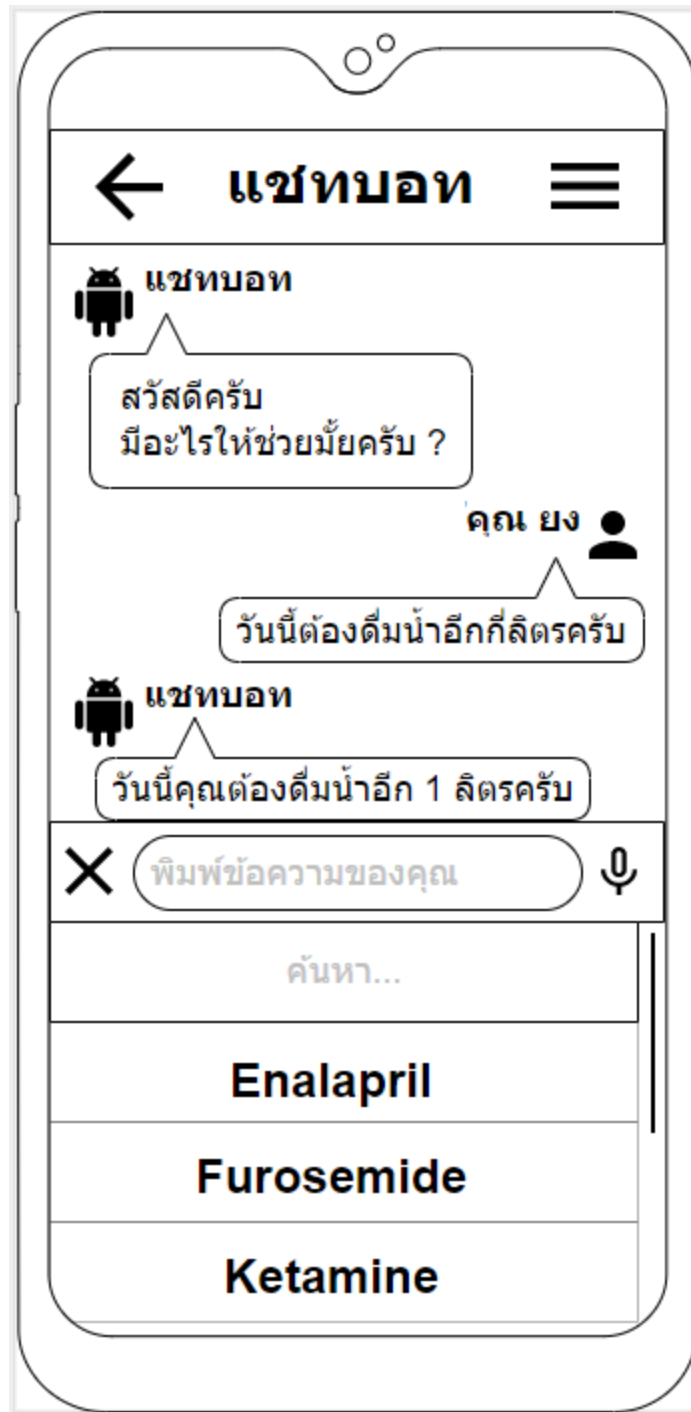 แชทบอท
แชทบอท
สวัสดีครับ
มีอะไรให้ช่วยมั้ยครับ ?
คุณ ยง
วันนี้ต้องดื่มน้ำอีกกี่ลิตรครับ
แชทบอท
วันนี้คุณต้องดื่มน้ำอีก 1 ลิตรครับ
พิมพ์ข้อความของคุณ
ค้นหา...
Enalapril
Furosemide
Ketamine